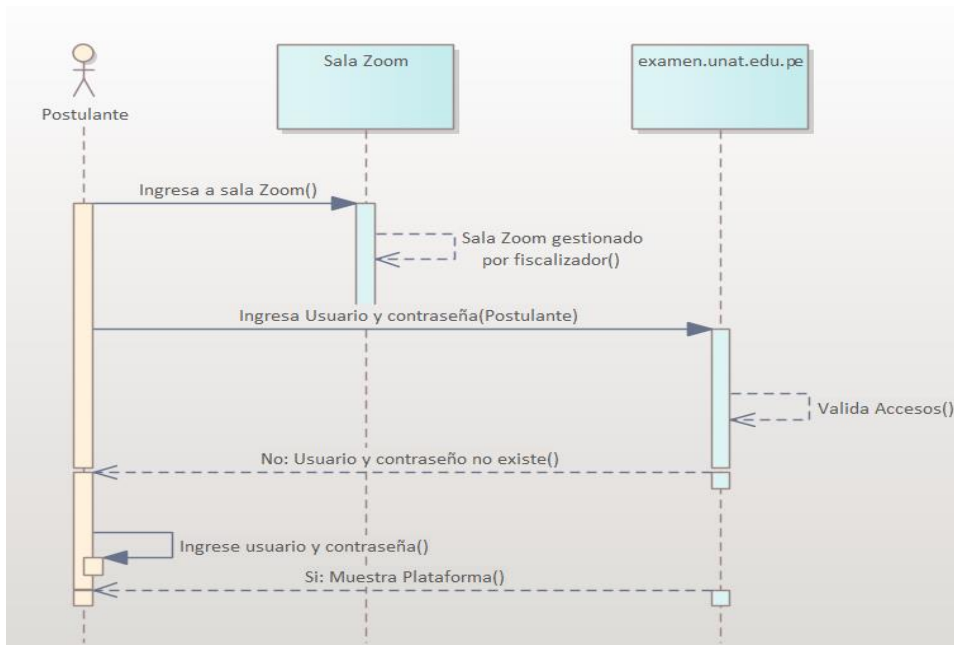 Sala Zoom
examen.unat.edu.pe
Postulante
Ingresa a sala Zoom()
Sala Zoom gestionado
por fiscalizador()
Ingresa Usuario y contraseña(Postulante)
Valida Accesos()
No: Usuario y contraseño no existe()
Ingrese usuario y contraseña()
Si: Muestra Plataforma()